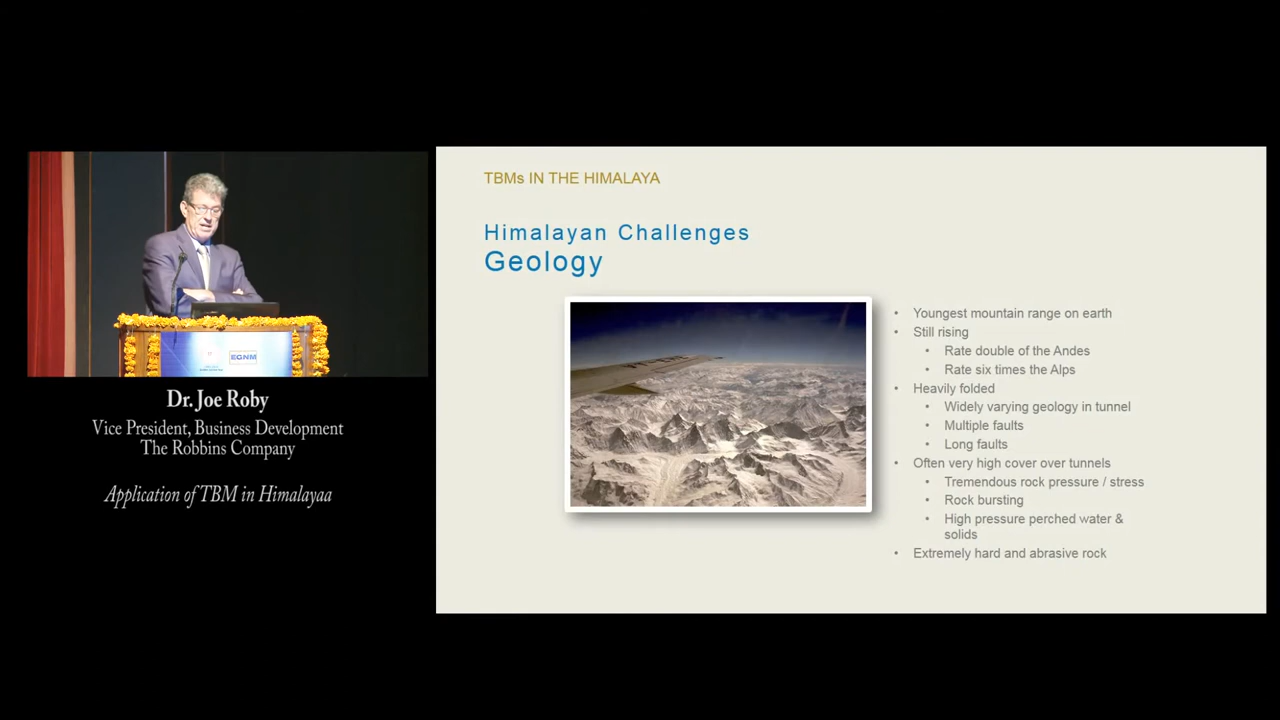 TBMs IN THE HIMALAYA
Himalayan Challenges
Geology
• Youngest mountain range on earth
• Still rising
• Rate double of the Andes
• Rate six times the Alps
• Heavily folded
• Widely varying geology in tunnel
• Multiple faults
• Long faults
• Often very high cover over tunnels
• Tremendous rock pressure / stress
• Rock bursting
• High pressure perched water &
solids
• Extremely hard and abrasive rock
EGNM
Dr. Joe Roby
Vice President, Business Development
The Robbins Company
Application of TBM in Himalayaa